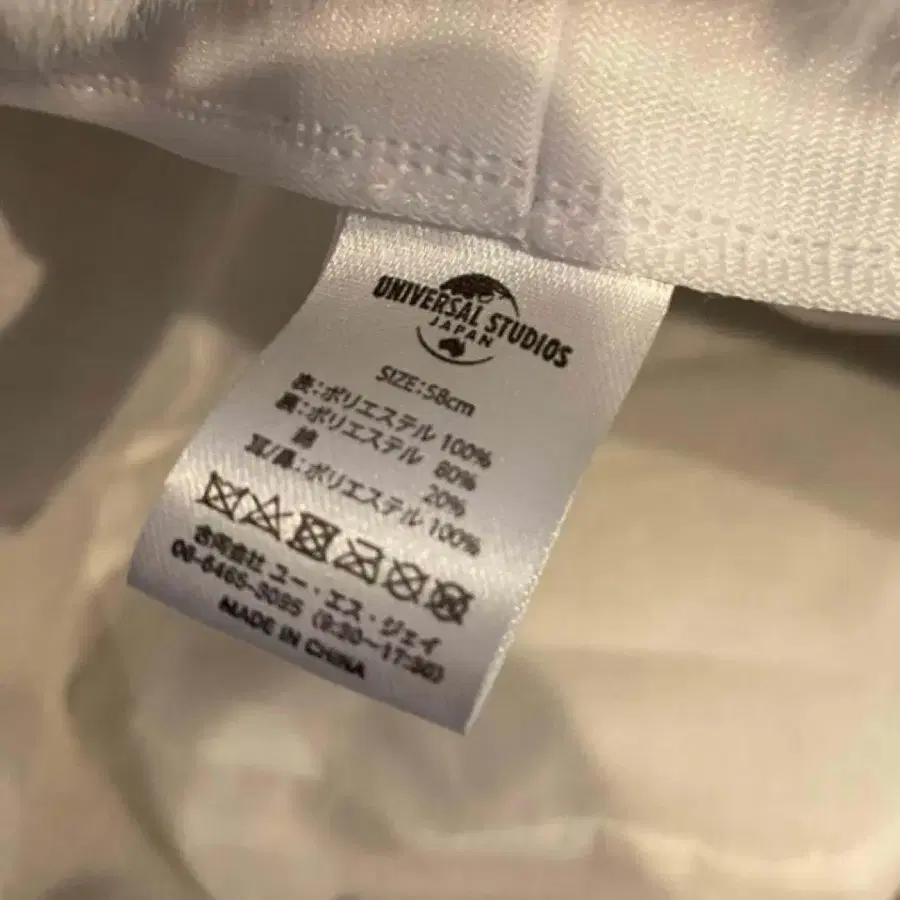 UNIVERSAL STUDIOS
JAPAN
SIZE:58cm
表:ポリエステル 100%
裏:ポリエステル 80%
綿 20%
耳/鼻:ポリエステル 100%
合同会社 ユー・エス・ジェイ
06-6465-3095 (9:30~17:30)
MADE IN CHINA